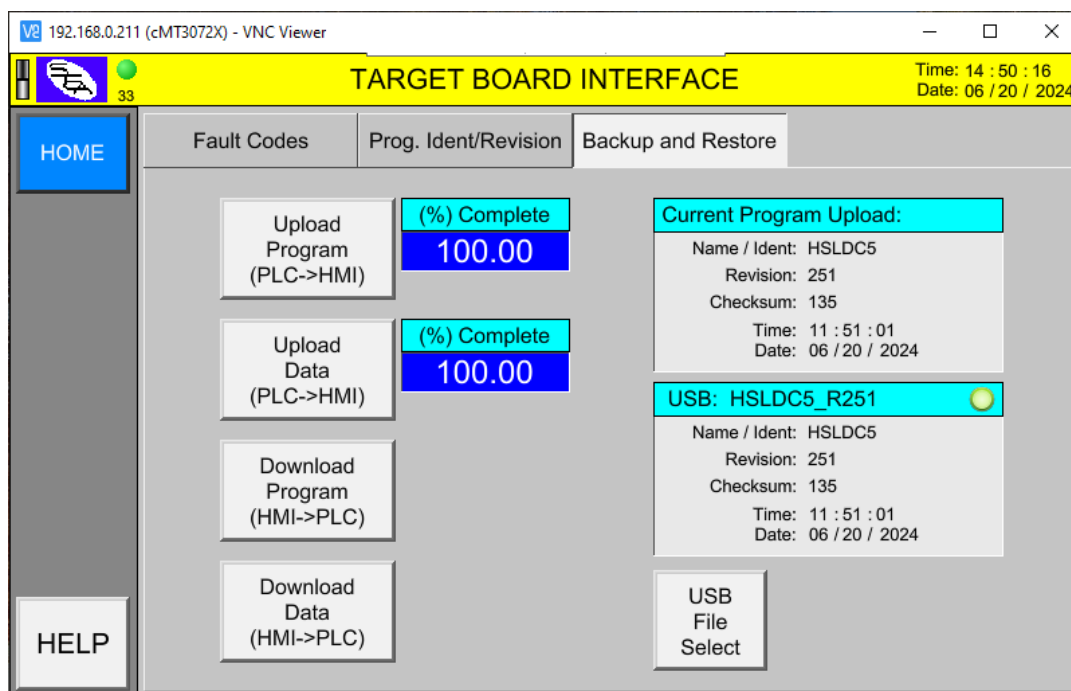 192.168.0.211 (cMT3072X) - VNC Viewer
33
TARGET BOARD INTERFACE
Time: 14 : 50 : 16
Date: 06 / 20 / 2024
HOME
Fault Codes
Prog. Ident/Revision
Backup and Restore
Upload
Program
(PLC->HMI)
(%) Complete
100.00
Upload
Data
(PLC->HMI)
(%) Complete
100.00
Download
Program
(HMI->PLC)
Download
Data
(HMI->PLC)
Current Program Upload:
Name / Ident: HSLDC5
Revision: 251
Checksum: 135
Time: 11 : 51 : 01
Date: 06 / 20 / 2024
USB: HSLDC5_R251
Name / Ident: HSLDC5
Revision: 251
Checksum: 135
Time: 11 : 51 : 01
Date: 06 / 20 / 2024
USB
File
Select
HELP